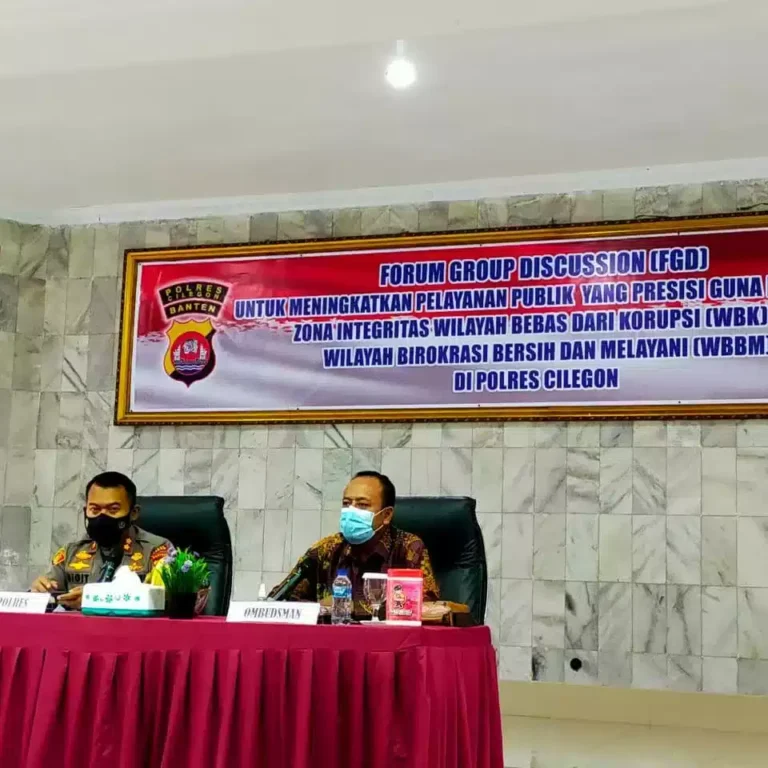 FORUM GROUP DISCUSSION (FGD)
UNTUK MENINGKATKAN PELAYANAN PUBLIK YANG PRESISI GUNA
ZONA INTEGRITAS WILAYAH BEBAS DARI KORUPSI (WBK)
WILAYAH BIROKRASI BERSIH DAN MELAYANI (WBBM)
DI POLRES CILEGON
POLRES
CILEGON
BANTEN
POLRES
OMBUDSMAN